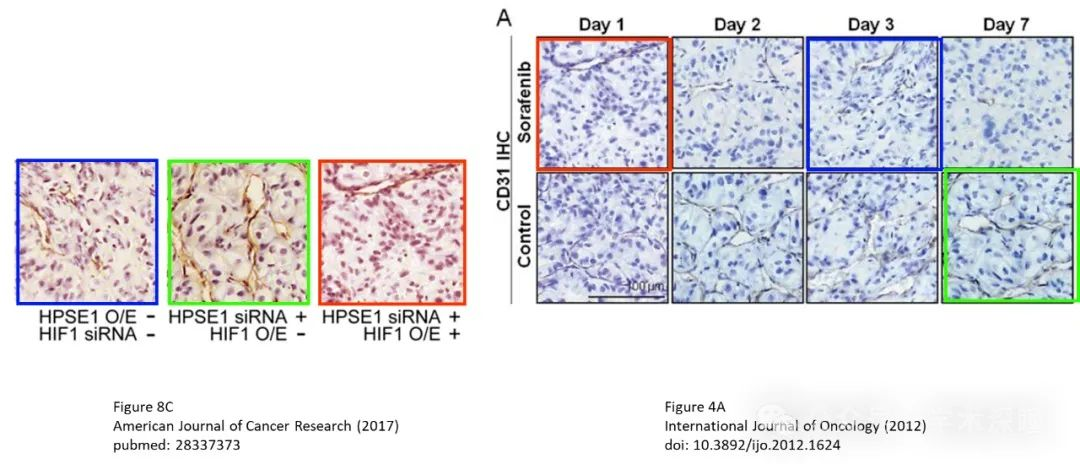 A
Day 1 Day 2 Day 3 Day 7
CD31 IHC
Sorafenib
Control
100 µm
HPSE1 O/E – HPSE1 siRNA + HPSE1 siRNA +
HIF1 siRNA – HIF1 O/E – HIF1 O/E +
Figure 8C
American Journal of Cancer Research (2017)
pubmed: 28337373
Figure 4A
International Journal of Oncology (2012)
doi: 10.3892/ijo.2012.1624